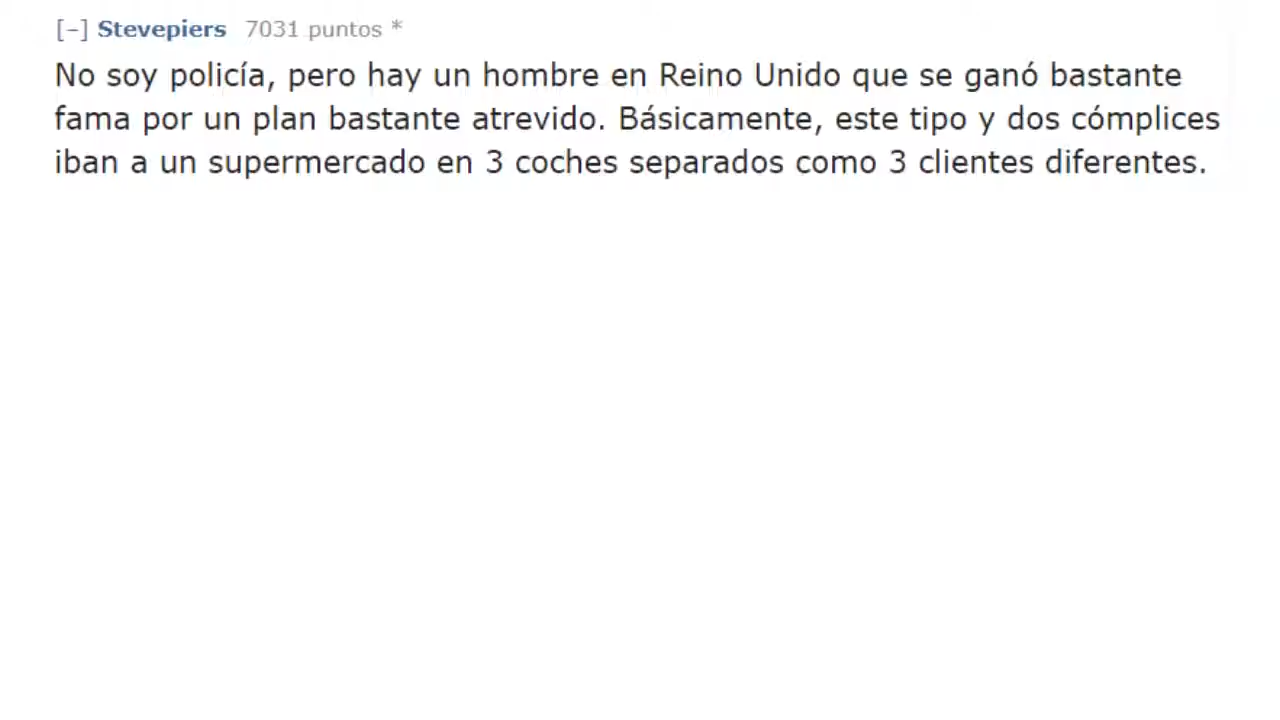 [–] Stevepiers 7031 puntos *
No soy policía, pero hay un hombre en Reino Unido que se ganó bastante
fama por un plan bastante atrevido. Básicamente, este tipo y dos cómplices
iban a un supermercado en 3 coches separados como 3 clientes diferentes.